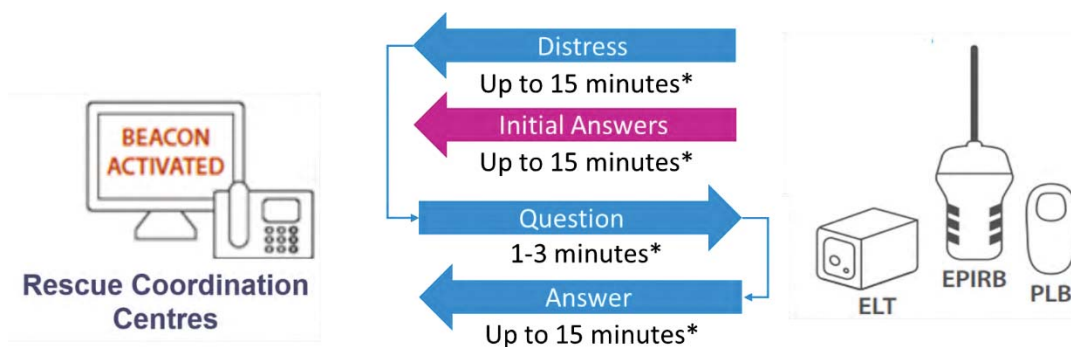 Distress
Up to 15 minutes*
BEACON
ACTIVATED
Initial Answers
Up to 15 minutes*
Question
1-3 minutes*
Rescue Coordination
Centres
Answer
Up to 15 minutes*
ELT
EPIRB
PLB